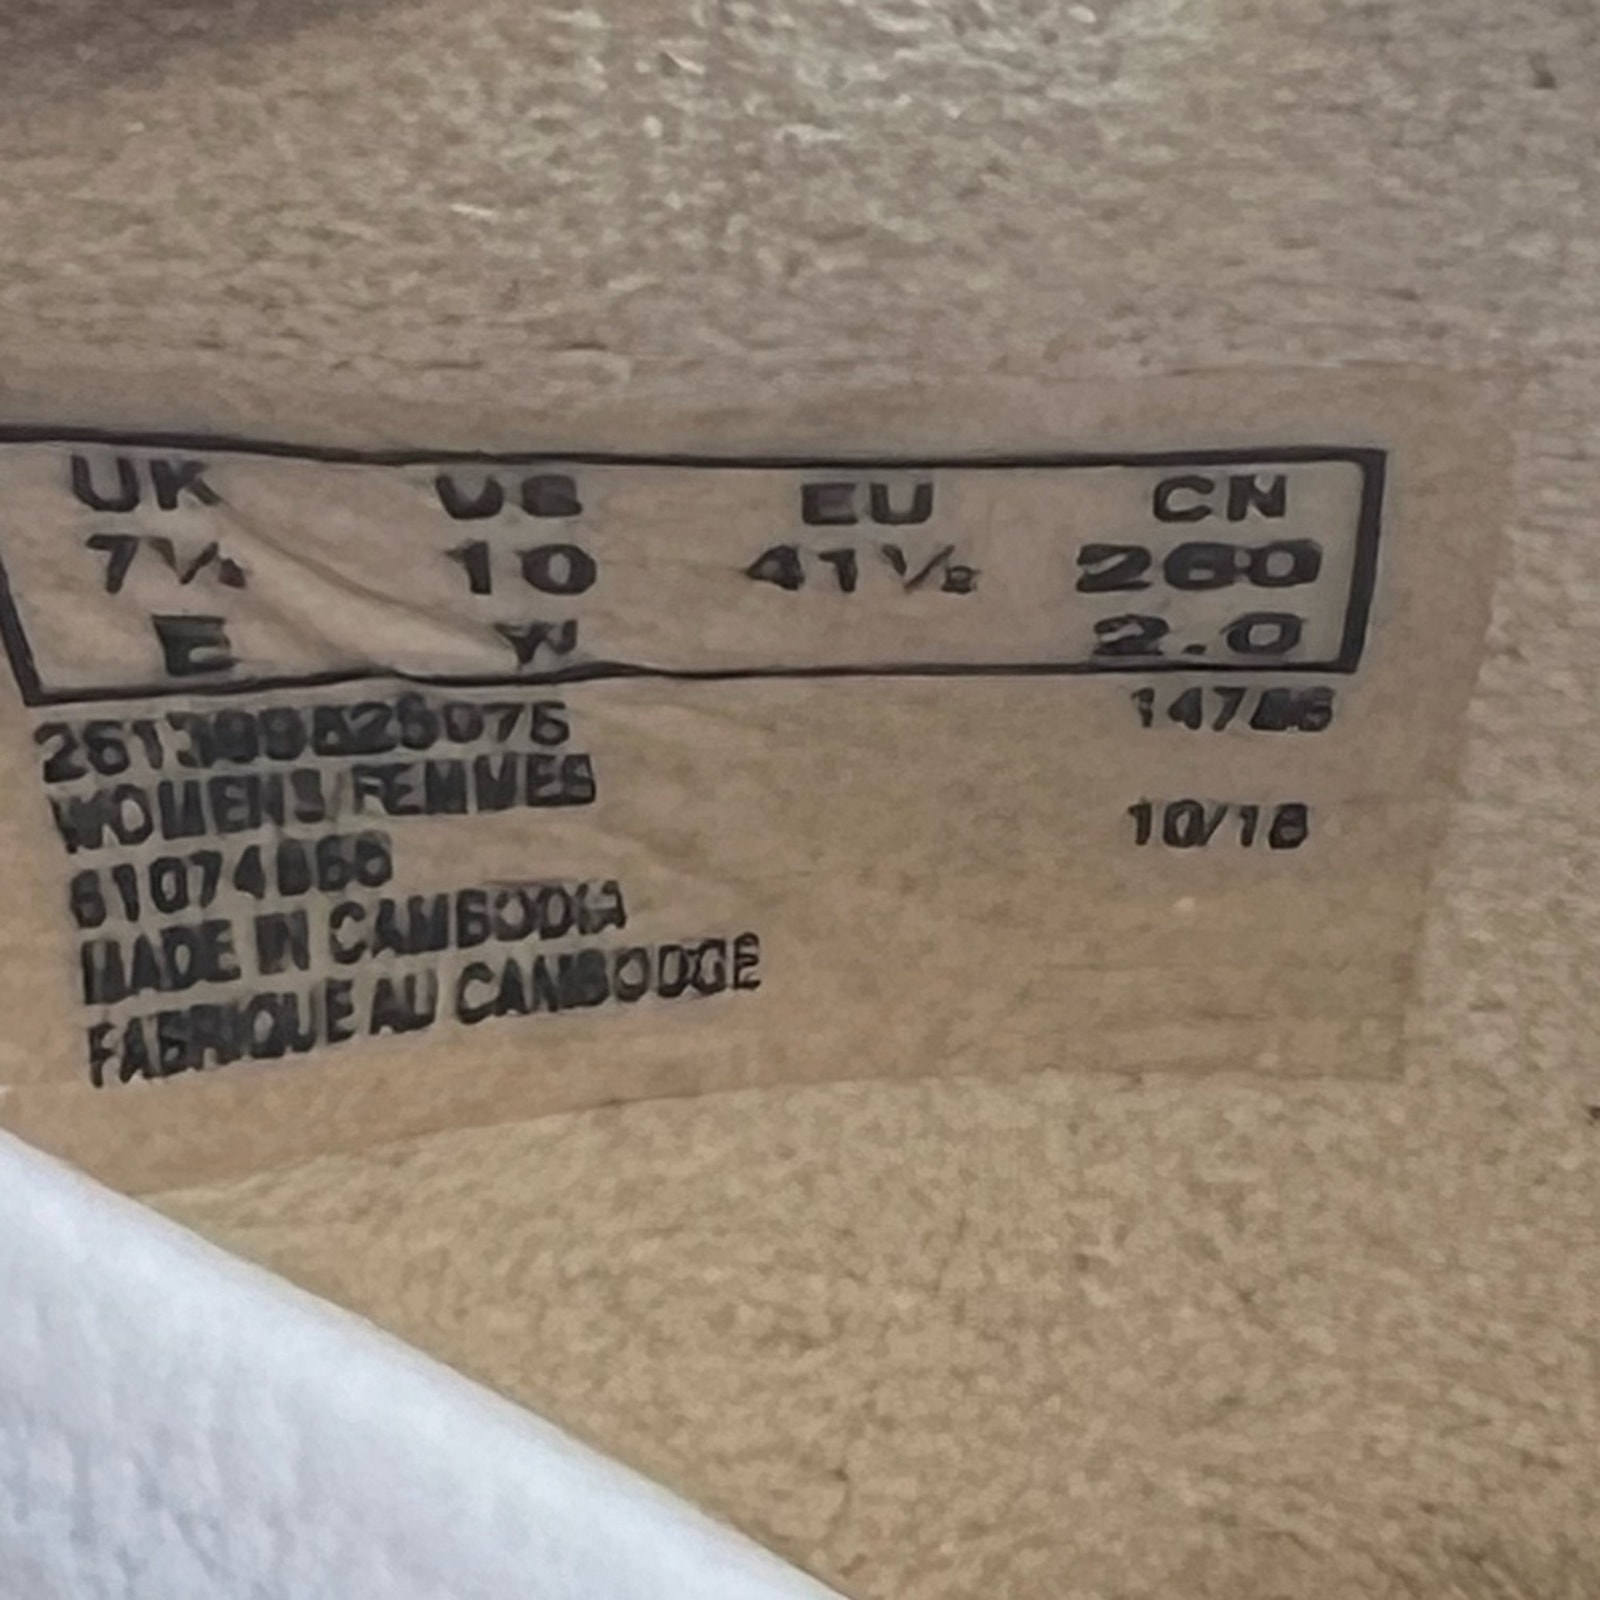 UK US EU CN
7½ 10 41½ 260
E W 2.0
WOMENS/FEMMES
10/18
MADE IN CAMBODIA
FABRIQUE AU CAMBODGE